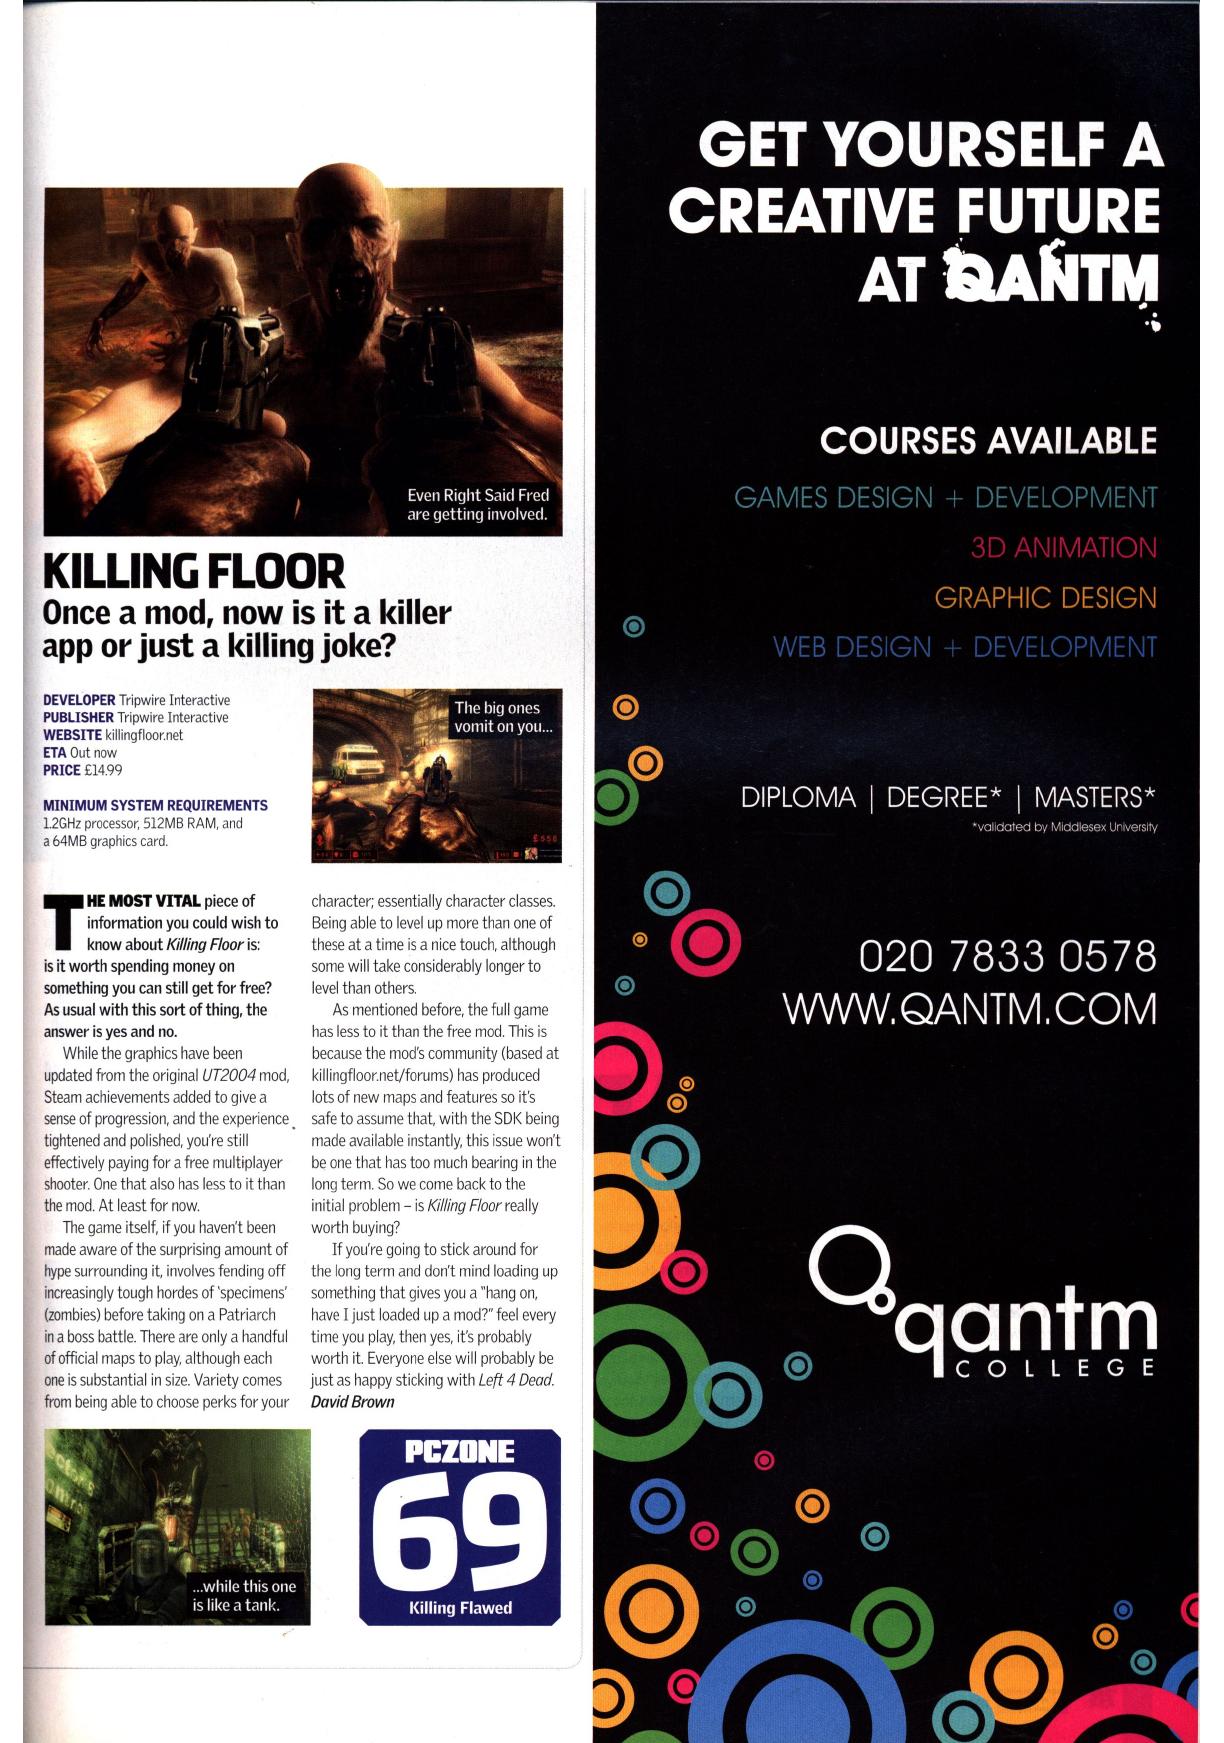 Even Right Said Fred
are getting involved.
KILLING FLOOR
Once a mod, now is it a killer
app or just a killing joke?
DEVELOPER Tripwire Interactive
PUBLISHER Tripwire Interactive
WEBSITE killingfloor.net
ETA Out now
PRICE £14.99
MINIMUM SYSTEM REQUIREMENTS
1.2GHz processor, 512MB RAM, and
a 64MB graphics card.
The big ones
vomit on you...
THE MOST VITAL piece of
information you could wish to
know about Killing Floor is:
is it worth spending money on
something you can still get for free?
As usual with this sort of thing, the
answer is yes and no.
While the graphics have been
updated from the original UT2004 mod,
Steam achievements added to give a
sense of progression, and the experience
tightened and polished, you're still
effectively paying for a free multiplayer
shooter. One that also has less to it than
the mod. At least for now.
The game itself, if you haven't been
made aware of the surprising amount of
hype surrounding it, involves fending off
increasingly tough hordes of 'specimens'
(zombies) before taking on a Patriarch
in a boss battle. There are only a handful
of official maps to play, although each
one is substantial in size. Variety comes
from being able to choose perks for your
character; essentially character classes.
Being able to level up more than one of
these at a time is a nice touch, although
some will take considerably longer to
level than others.
As mentioned before, the full game
has less to it than the free mod. This is
because the mod's community (based at
killingfloor.net/forums) has produced
lots of new maps and features so it's
safe to assume that, with the SDK being
made available instantly, this issue won't
be one that has too much bearing in the
long term. So we come back to the
initial problem – is Killing Floor really
worth buying?
If you're going to stick around for
the long term and don't mind loading up
something that gives you a "hang on,
have I just loaded up a mod?" feel every
time you play, then yes, it's probably
worth it. Everyone else will probably be
just as happy sticking with Left 4 Dead.
David Brown
...while this one
is like a tank.
PCZONE
69
Killing Flawed
GET YOURSELF A
CREATIVE FUTURE
AT QANTM
COURSES AVAILABLE
GAMES DESIGN + DEVELOPMENT
3D ANIMATION
GRAPHIC DESIGN
WEB DESIGN + DEVELOPMENT
DIPLOMA | DEGREE* | MASTERS*
*validated by Middlesex University
020 7833 0578
WWW.QANTM.COM
qantm
COLLEGE